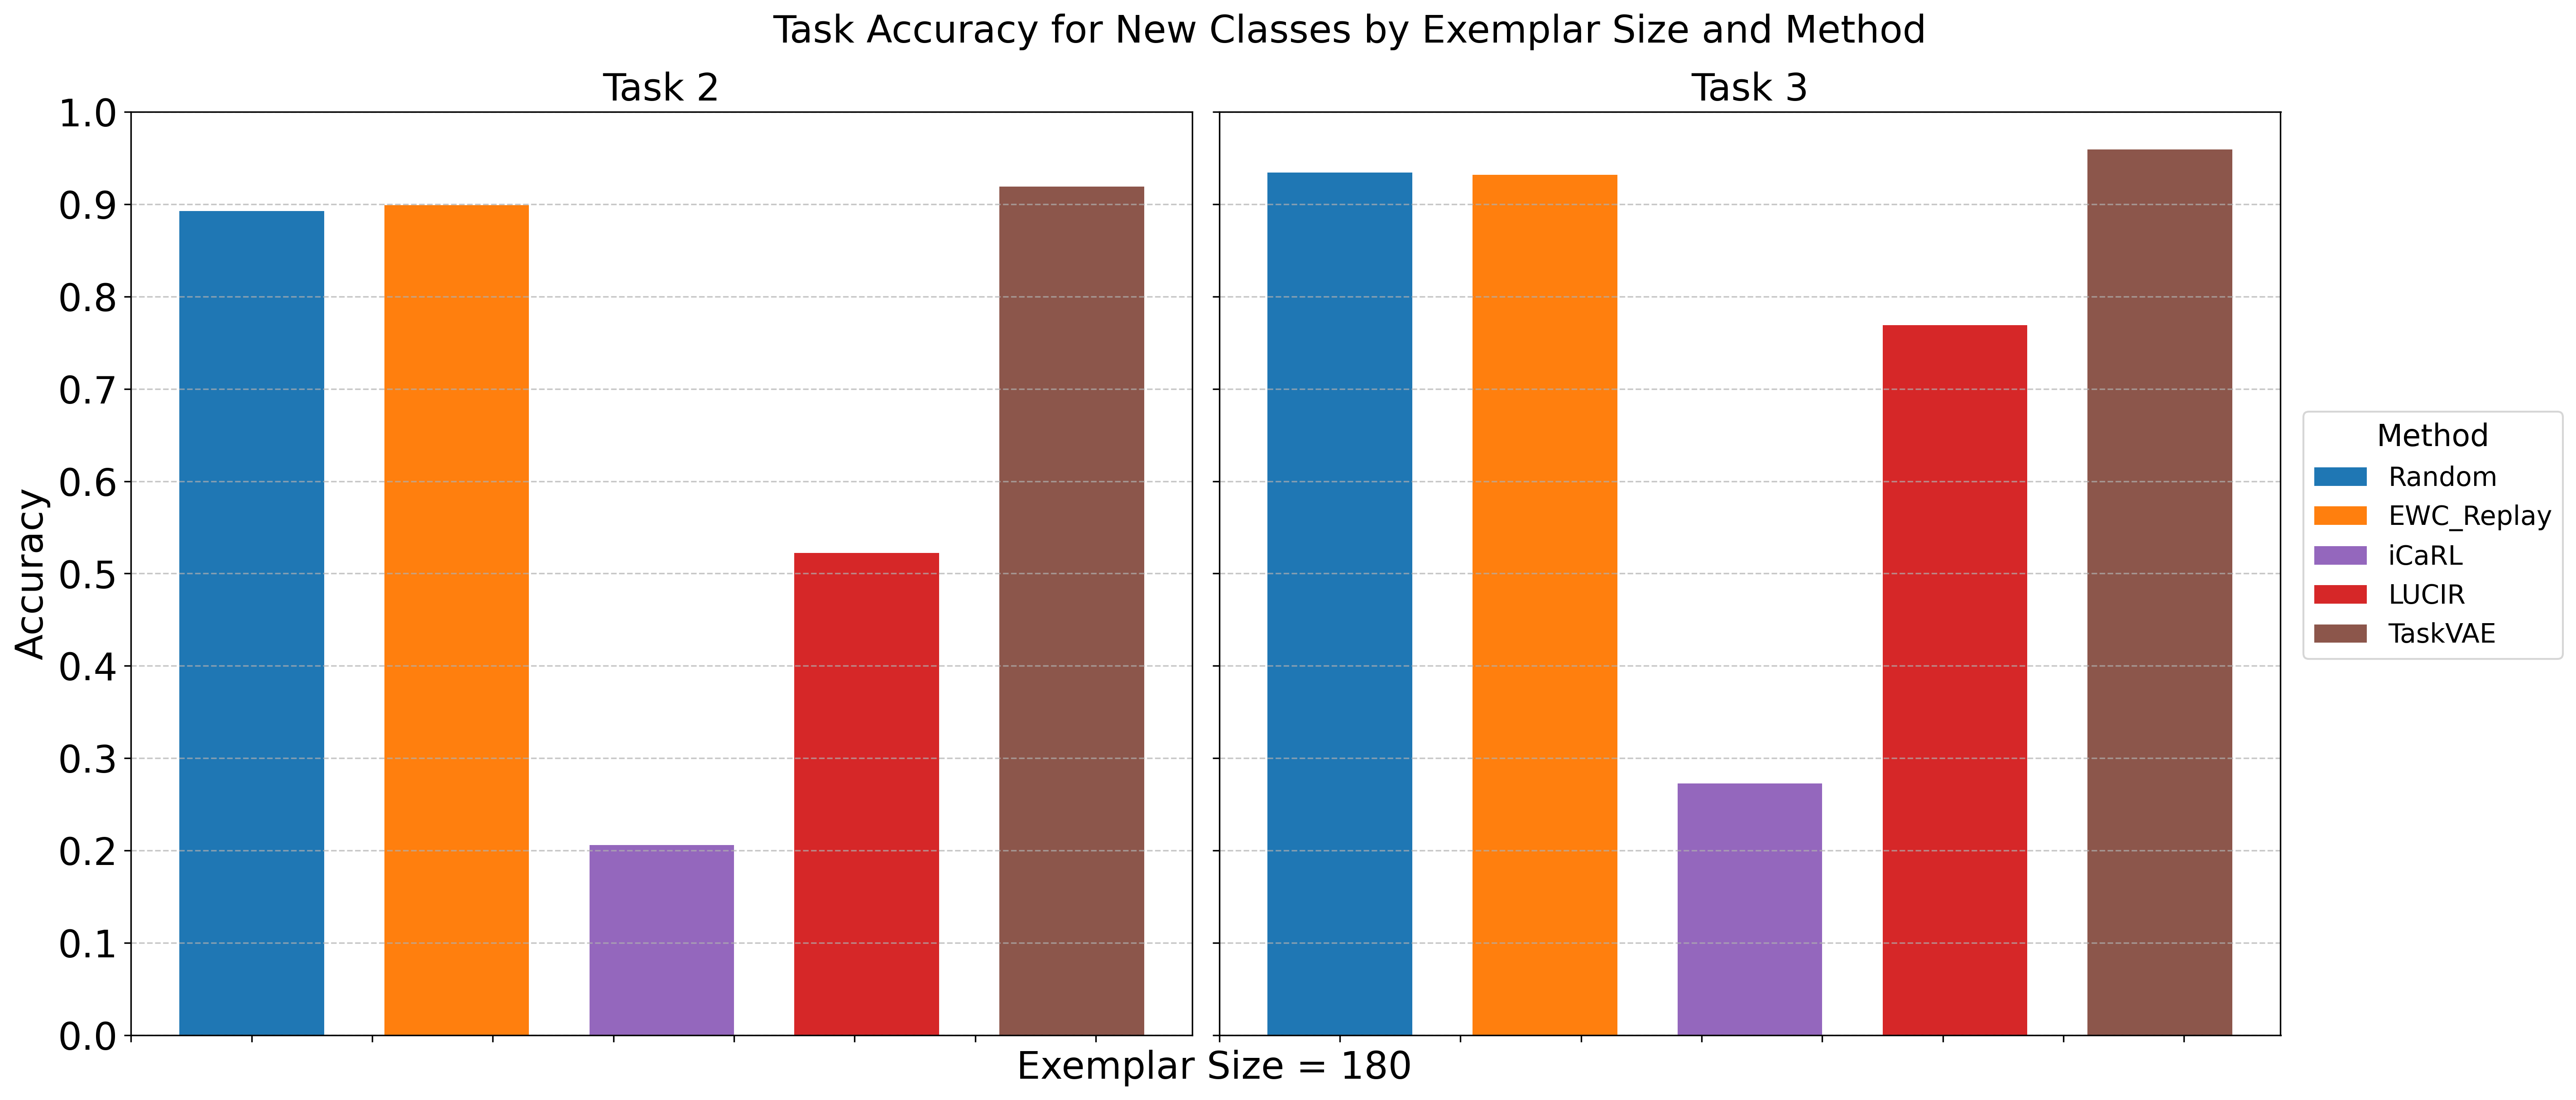 Task Accuracy for New Classes by Exemplar Size and Method
Task 2
Task 3
1.0
0.9
0.8
0.7
0.6
0.5
0.4
0.3
0.2
0.1
0.0
Accuracy
Exemplar Size = 180
Method
Random
EWC_Replay
iCaRL
LUCIR
TaskVAE